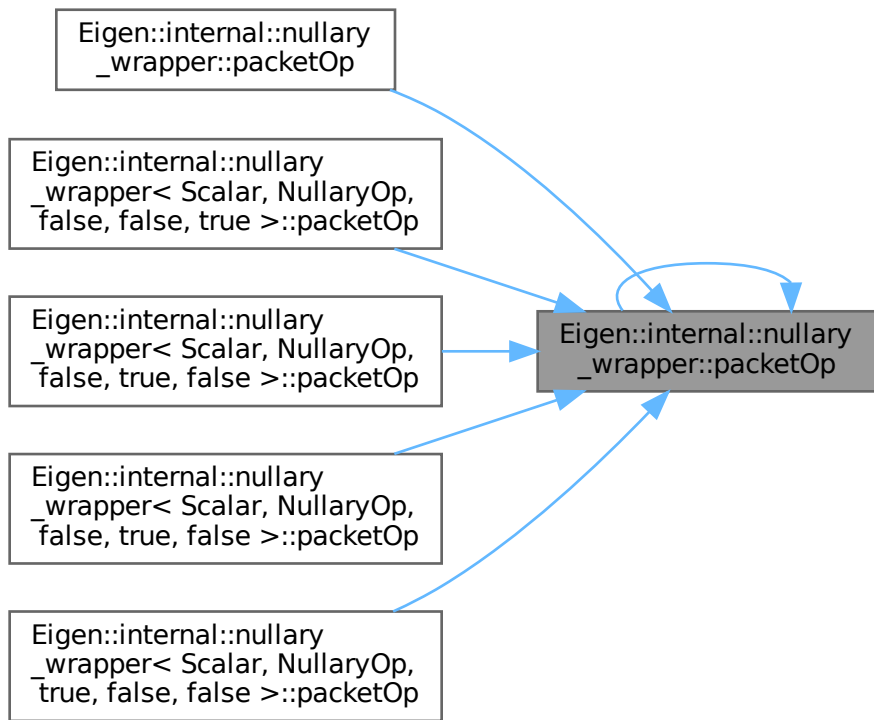 Eigen::internal::nullary
_wrapper::packetOp
Eigen::internal::nullary
_wrapper< Scalar, NullaryOp,
false, false, true >::packetOp
Eigen::internal::nullary
_wrapper< Scalar, NullaryOp,
false, true, false >::packetOp
Eigen::internal::nullary
_wrapper::packetOp
Eigen::internal::nullary
_wrapper< Scalar, NullaryOp,
false, true, false >::packetOp
Eigen::internal::nullary
_wrapper< Scalar, NullaryOp,
true, false, false >::packetOp